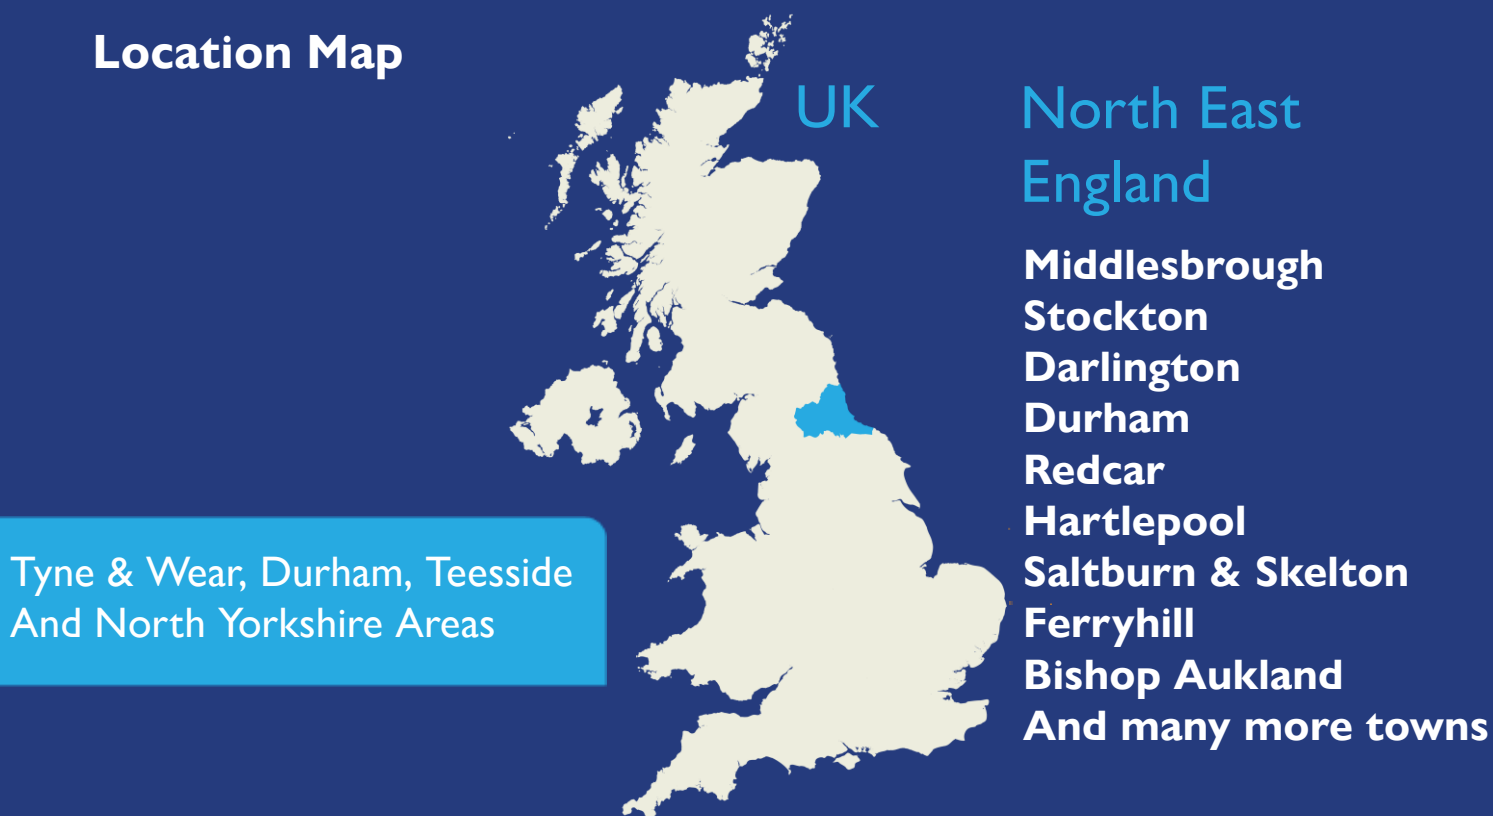 Location Map
UK
North East
England
Middlesbrough
Stockton
Darlington
Durham
Redcar
Hartlepool
Saltburn & Skelton
Ferryhill
Bishop Aukland
And many more towns
Tyne & Wear, Durham, Teesside
And North Yorkshire Areas